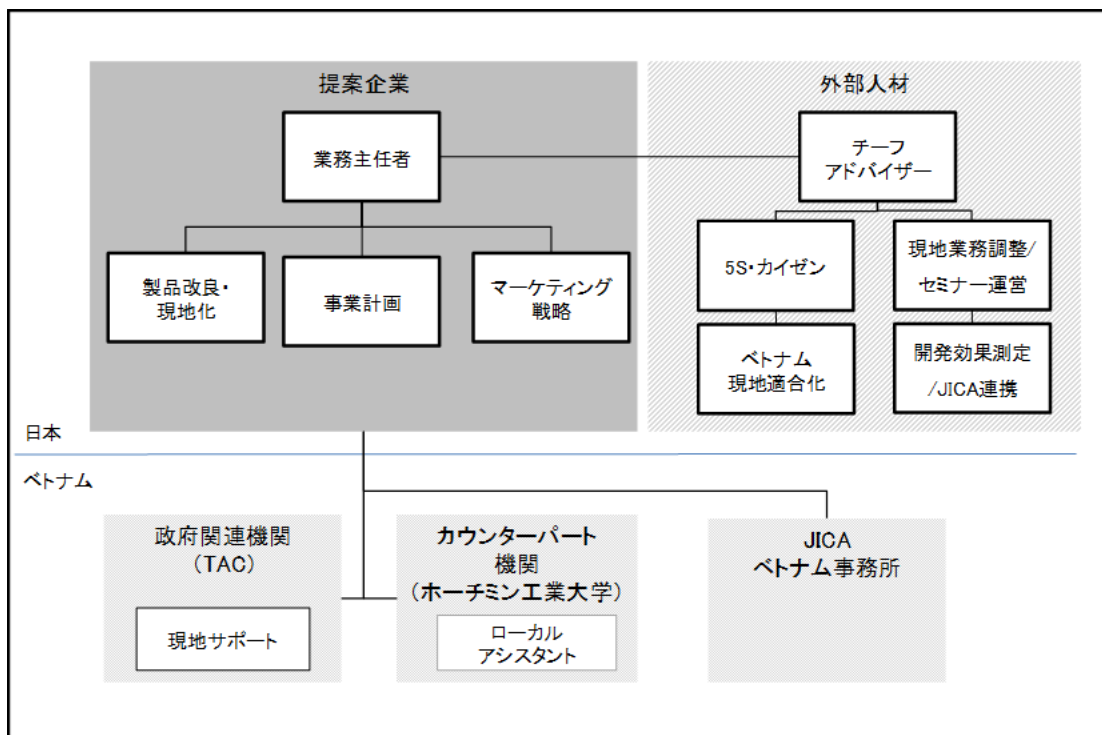 提案企業
業務主任者
製品改良・
現地化
事業計画
マーケティング
戦略
外部人材
チーフ
アドバイザー
5S・カイゼン
現地業務調整/
セミナー運営
ベトナム
現地適合化
開発効果測定
/JICA連携
日本
ベトナム
政府関連機関
(TAC)
現地サポート
カウンターパート
機関
(ホーチミン工業大学)
ローカル
アシスタント
JICA
ベトナム事務所